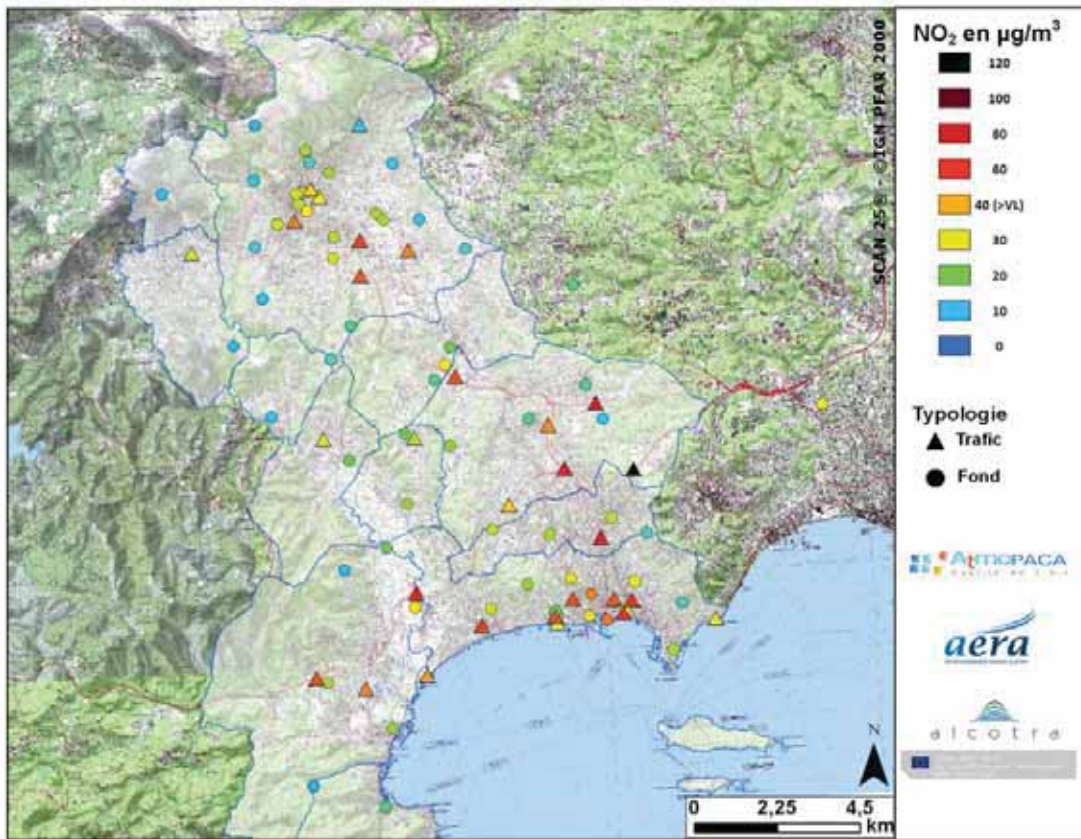 SCAN 25® - ©IGN PFAR 2000
NO₂ en µg/m³
120
100
80
60
40 (>VL)
30
20
10
0
Typologie
Trafic
Fond
AtmoPACA
aera
alcotra
N
0 2,25 4,5
km